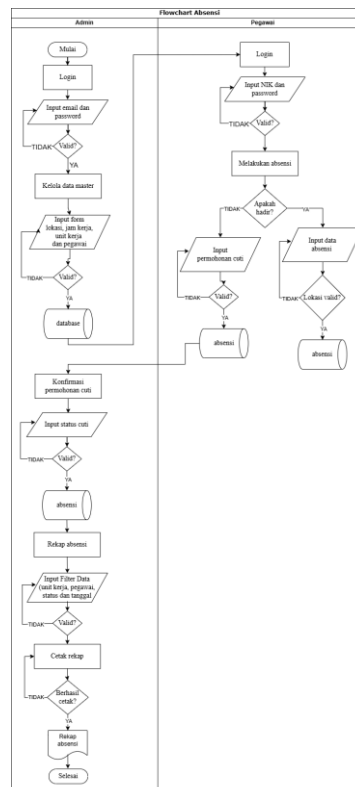 Flowchart Absensi
Admin
Pegawai
Mulai
Login
Input email dan
password
TIDAK
Valid?
YA
Kelola data master
Input form
lokasi, jam kerja,
unit kerja
dan pegawai
TIDAK
Valid?
YA
database
Login
Input NIK dan
password
TIDAK
Valid?
YA
Melakukan absensi
Apakah
hadir?
TIDAK
YA
Input
permohonan cuti
TIDAK
Valid?
YA
absensi
Input data
absensi
TIDAK
Lokasi valid?
YA
absensi
Konfirmasi
permohonan cuti
Input status cuti
TIDAK
Valid?
YA
absensi
Rekap absensi
Input Filter Data
(unit kerja, pegawai,
status dan tanggal
TIDAK
Valid?
YA
Cetak rekap
TIDAK
Berhasil
cetak?
YA
Rekap
absensi
Selesai